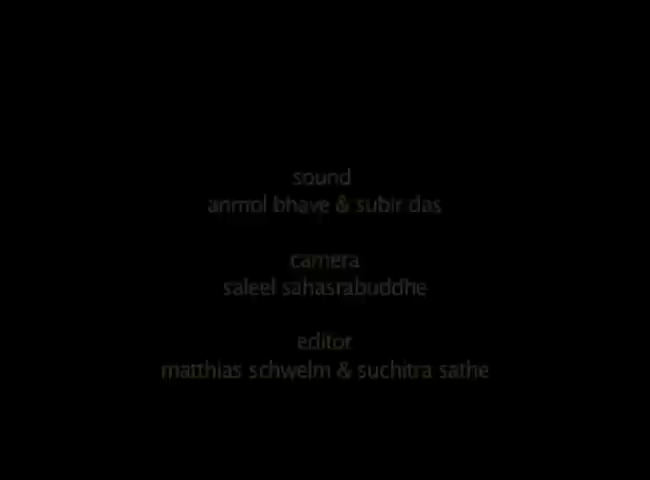 sound
anmol bhave & subir das
camera
saleel sahasrabuddhe
editor
matthias schwelm & suchitra sathe